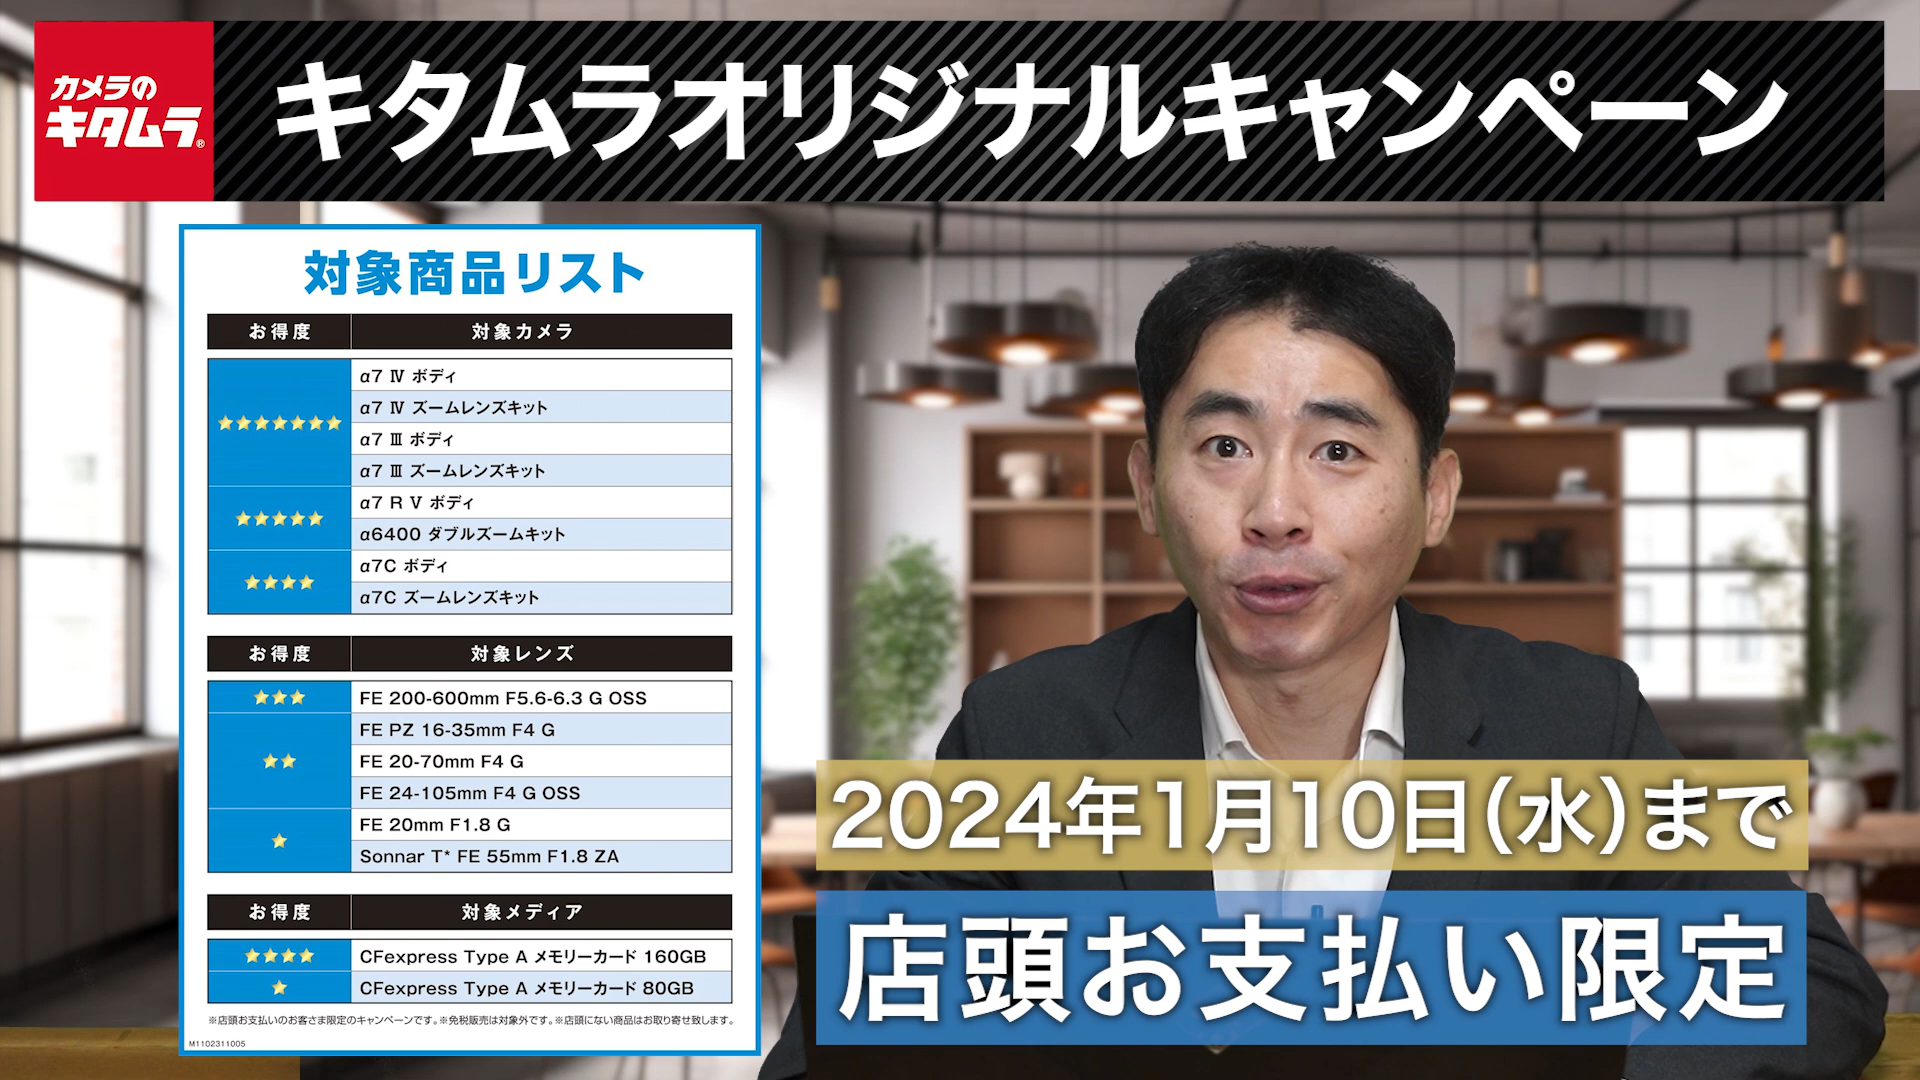 カメラの
キタムラ®
キタムラオリジナルキャンペーン
対象商品リスト
お得度 対象カメラ
★★★★★★★ α7 Ⅳ ボディ
α7 Ⅳ ズームレンズキット
α7 Ⅲ ボディ
α7 Ⅲ ズームレンズキット
★★★★★ α7 R V ボディ
α6400 ダブルズームキット
★★★★ α7C ボディ
α7C ズームレンズキット
お得度 対象レンズ
★★★ FE 200-600mm F5.6-6.3 G OSS
★★ FE PZ 16-35mm F4 G
FE 20-70mm F4 G
FE 24-105mm F4 G OSS
★ FE 20mm F1.8 G
Sonnar T* FE 55mm F1.8 ZA
お得度 対象メディア
★★★★ CFexpress Type A メモリーカード 160GB
★ CFexpress Type A メモリーカード 80GB
※店頭お支払いのお客さま限定のキャンペーンです。※免税販売は対象外です。※店頭にない商品はお取り寄せ致します。
M1102311005
2024年1月10日(水)まで
店頭お支払い限定